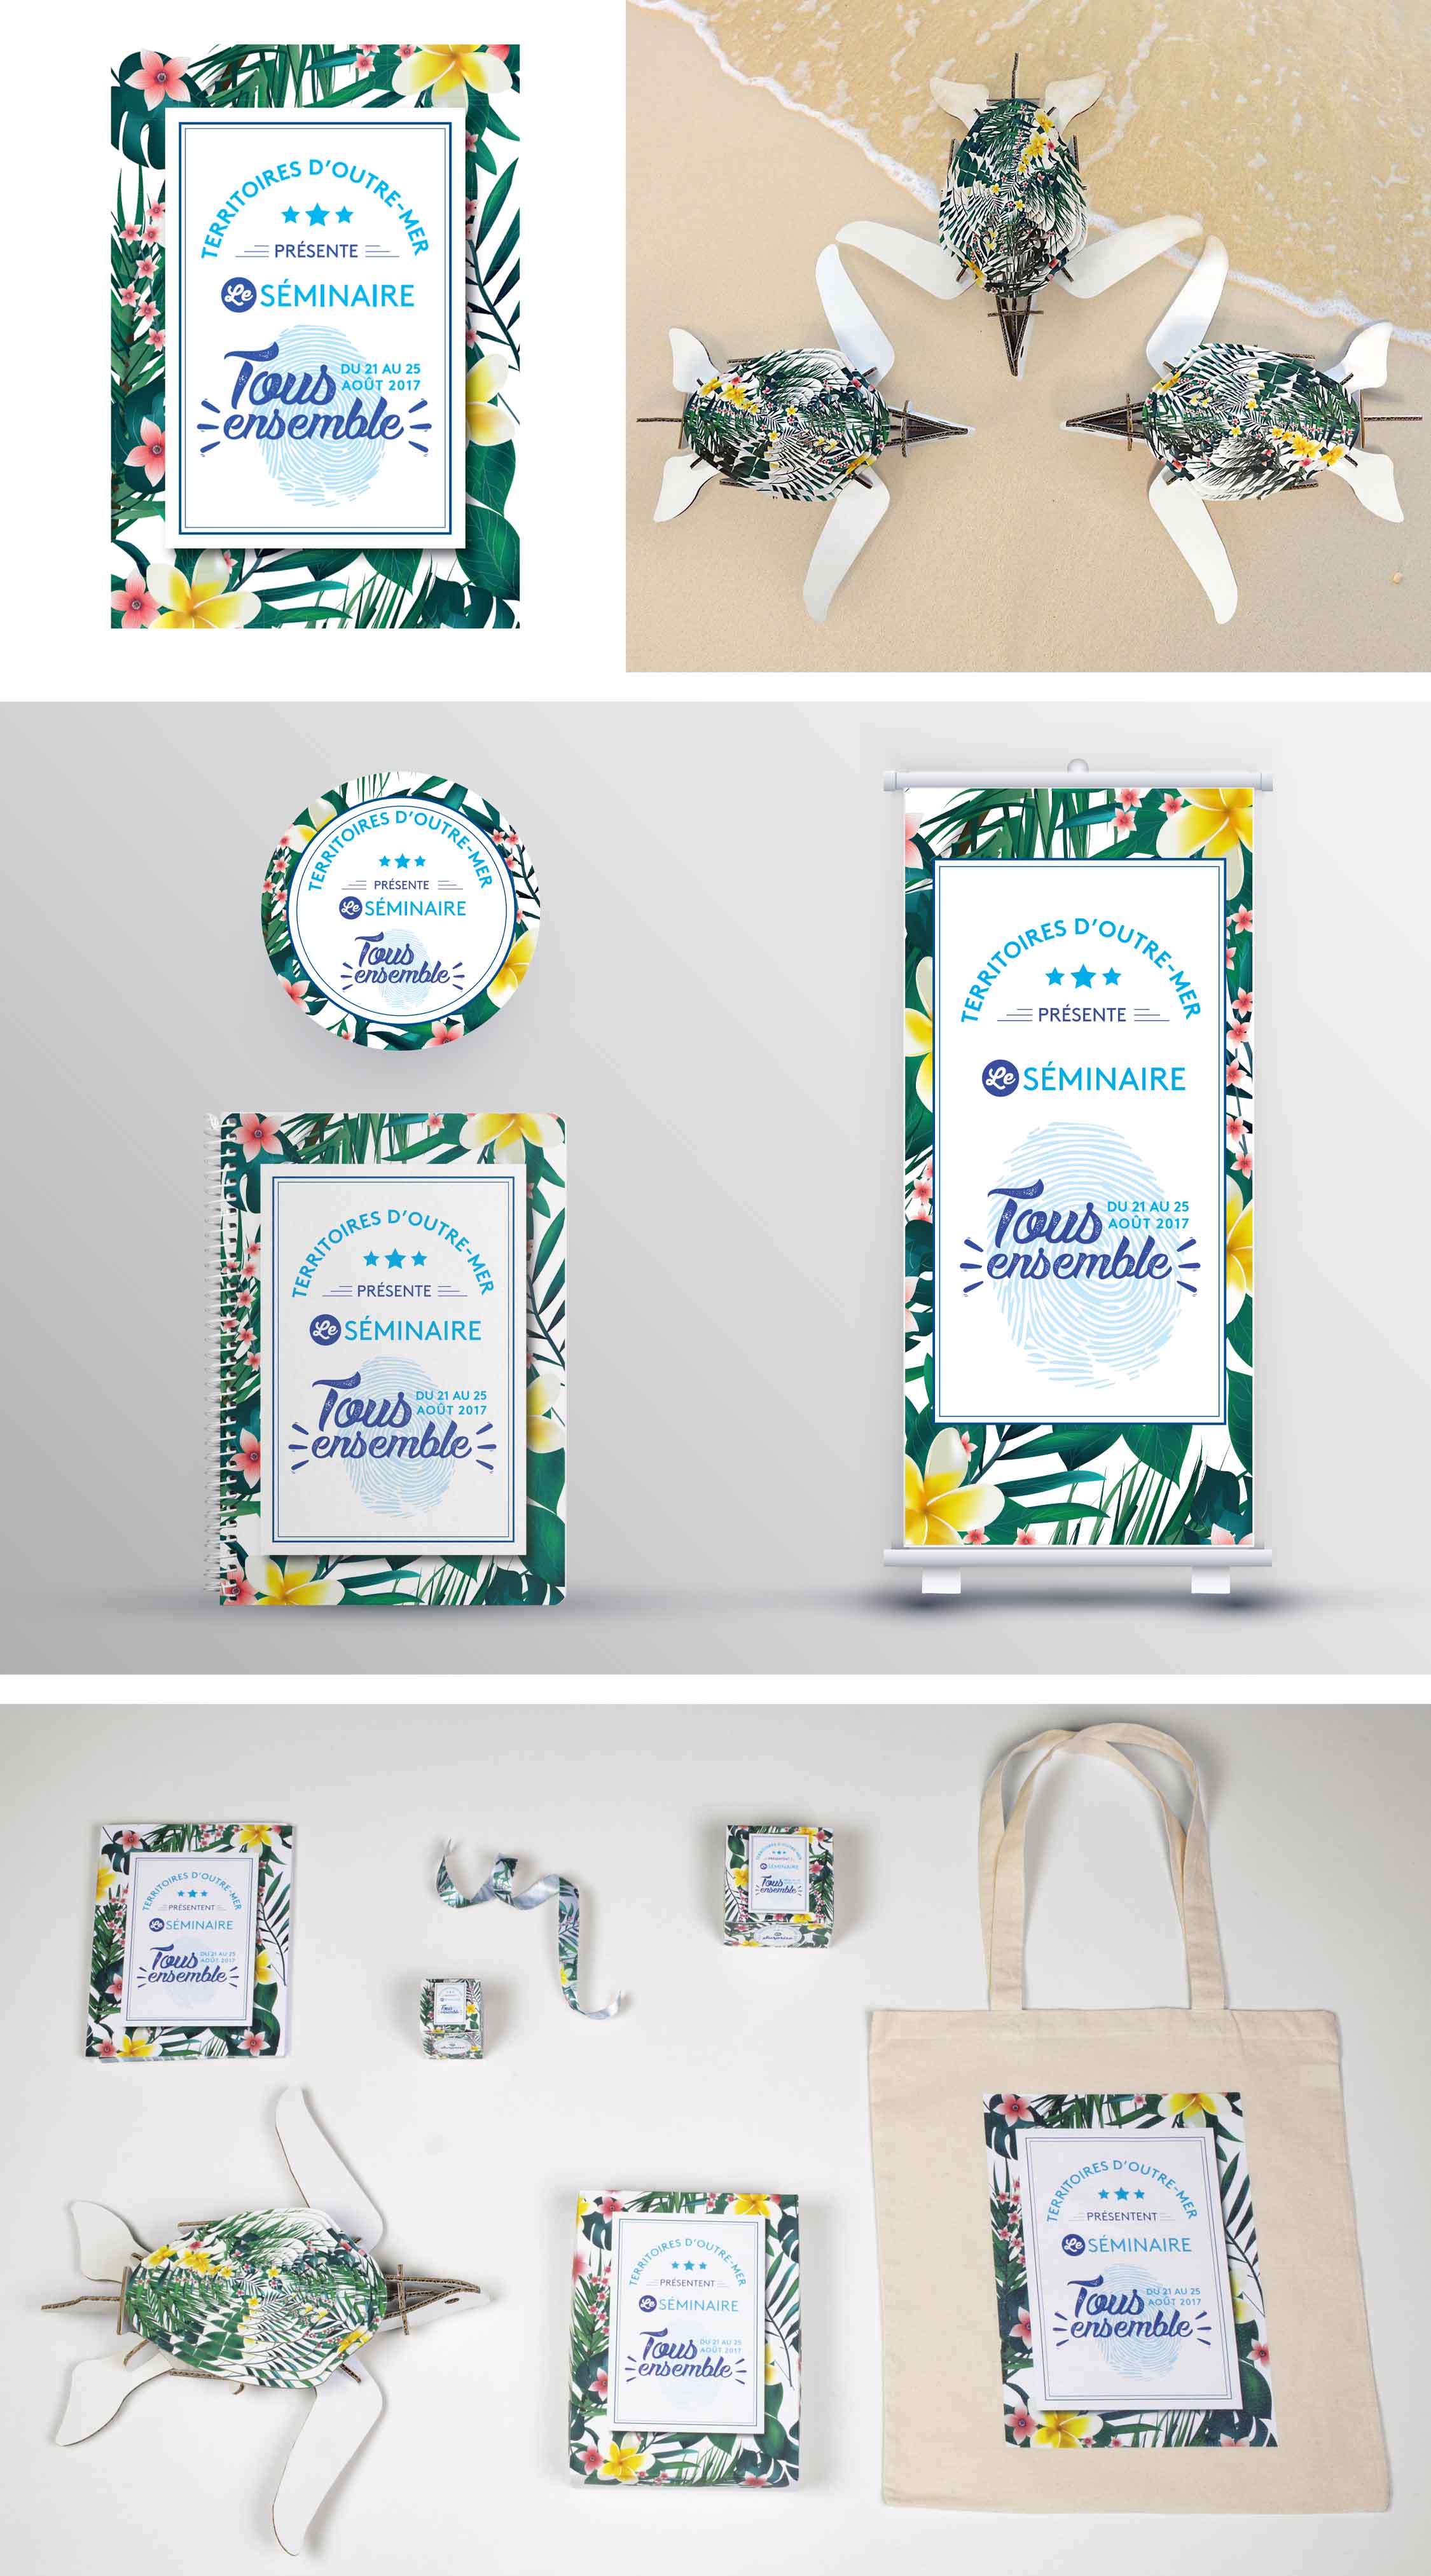 TERRITOIRES D'OUTRE-MER
PRÉSENTE
Le SÉMINAIRE
Tous
DU 21 AU 25
AOÛT 2017
ensemble
TERRITOIRES D'OUTRE-MER
PRÉSENTE
Le SÉMINAIRE
Tous
ensemble
TERRITOIRES D'OUTRE-MER
PRÉSENTE
Le SÉMINAIRE
Tous
DU 21 AU 25
AOÛT 2017
ensemble
TERRITOIRES D'OUTRE-MER
PRÉSENTE
Le SÉMINAIRE
Tous
DU 21 AU 25
AOÛT 2017
ensemble
TERRITOIRES D'OUTRE-MER
PRÉSENTENT
Le SÉMINAIRE
Tous
DU 21 AU 25
AOÛT 2017
ensemble
TERRITOIRES D'OUTRE-MER
Le SÉMINAIRE
Tous
ensemble
Tous
ensemble
TERRITOIRES D'OUTRE-MER
PRÉSENTENT
Le SÉMINAIRE
Tous
DU 21 AU 25
AOÛT 2017
ensemble
TERRITOIRES D'OUTRE-MER
PRÉSENTENT
Le SÉMINAIRE
Tous
DU 21 AU 25
AOÛT 2017
ensemble